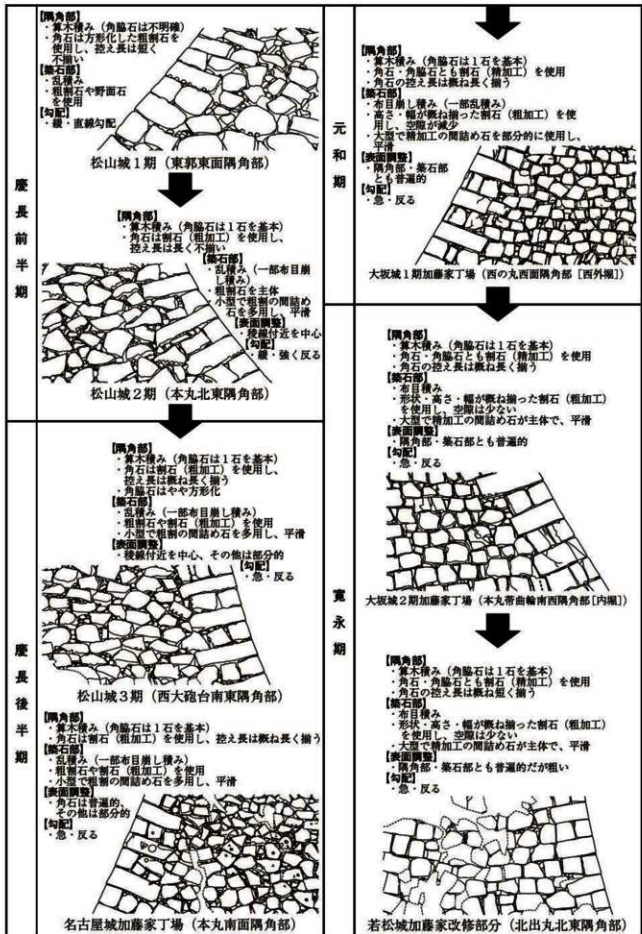 慶長前半期
【隅角部】
・算木積み（角脇石は不明確）
・角石は方形化した粗割石を
使用し、控え長は短く
不揃い
【築石部】
・乱積み
・粗割石や野面石
を使用
【勾配】
・緩・直線勾配
松山城1期（東郭東面隅角部）
【隅角部】
・算木積み（角脇石は1石を基本）
・角石は割石（粗加工）を使用し、
控え長は長く不揃い
【築石部】
・乱積み（一部布目崩
し積み）
・粗割石を主体
・小型で粗割の間詰め
石を多用し、平滑
【表面調整】
・稜線付近を中心
【勾配】
・緩・強く反る
松山城2期（本丸北東隅角部）
慶長後半期
【隅角部】
・算木積み（角脇石は1石を基本）
・角石は割石（粗加工）を使用し、
控え長は概ね長く揃う
・角脇石はやや方形化
【築石部】
・乱積み（一部布目崩し積み）
・粗割石や割石（粗加工）を使用
・小型で粗割の間詰め石を多用し、平滑
【表面調整】
・稜線付近を中心、その他は部分的
【勾配】
・急・反る
松山城3期（西大砲台南東隅角部）
【隅角部】
・算木積み（角脇石は1石を基本）
・角石は割石（粗加工）を使用し、控え長は概ね長く揃う
【築石部】
・乱積み（一部布目崩し積み）
・粗割石や割石（粗加工）を使用
・小型で粗割の間詰め石を多用し、平滑
【表面調整】
・角石は普遍的、
その他は部分的
【勾配】
・急・反る
名古屋城加藤家丁場（本丸南面隅角部）
元和期
【隅角部】
・算木積み（角脇石は1石を基本）
・角石・角脇石とも割石（精加工）を使用
・角石の控え長は概ね長く揃う
【築石部】
・布目崩し積み（一部乱積み）
・高さ・幅が概ね揃った割石（粗加工）を使
用し、空隙が減少
・大型で精加工の間詰め石を部分的に使用し、
平滑
【表面調整】
・隅角部・築石部
とも普遍的
【勾配】
・急・反る
大坂城1期加藤家丁場（西の丸西面隅角部［西外堀］）
寛永期
【隅角部】
・算木積み（角脇石は1石を基本）
・角石・角脇石とも割石（精加工）を使用
・角石の控え長は概ね長く揃う
【築石部】
・布目積み
・形状・高さ・幅が概ね揃った割石（粗加工）
を使用し、空隙は少ない
・大型で精加工の間詰め石が主体で、平滑
【表面調整】
・隅角部・築石部とも普遍的
【勾配】
・急・反る
大坂城2期加藤家丁場（本丸帯曲輪南西隅角部［内堀］）
【隅角部】
・算木積み（角脇石は1石を基本）
・角石・角脇石とも割石（精加工）を使用
・角石の控え長は概ね短く揃う
【築石部】
・布目積み
・形状・高さ・幅が概ね揃った割石（粗加工）
を使用し、空隙は少ない
・大型で精加工の間詰め石が主体で、平滑
【表面調整】
・隅角部・築石部とも普遍的だが粗い
【勾配】
・急・反る
若松城加藤家改修部分（北出丸北東隅角部）